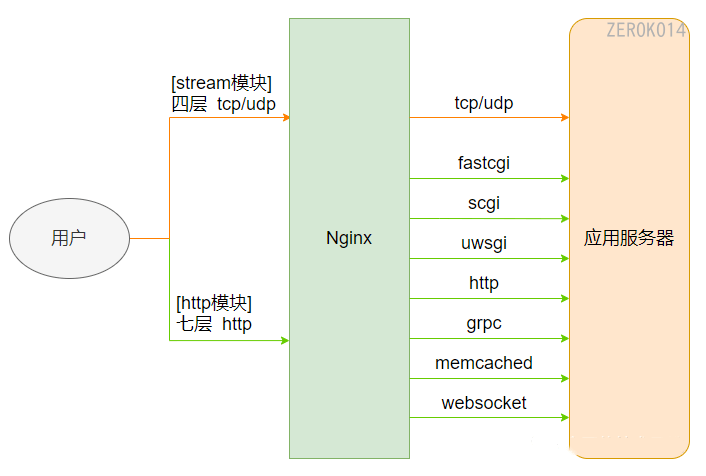 ZEROK014
[stream模块]
四层 tcp/udp
tcp/udp
fastcgi
scgi
用户
Nginx
uwsgi
应用服务器
http
[http模块]
七层 http
grpc
memcached
websocket